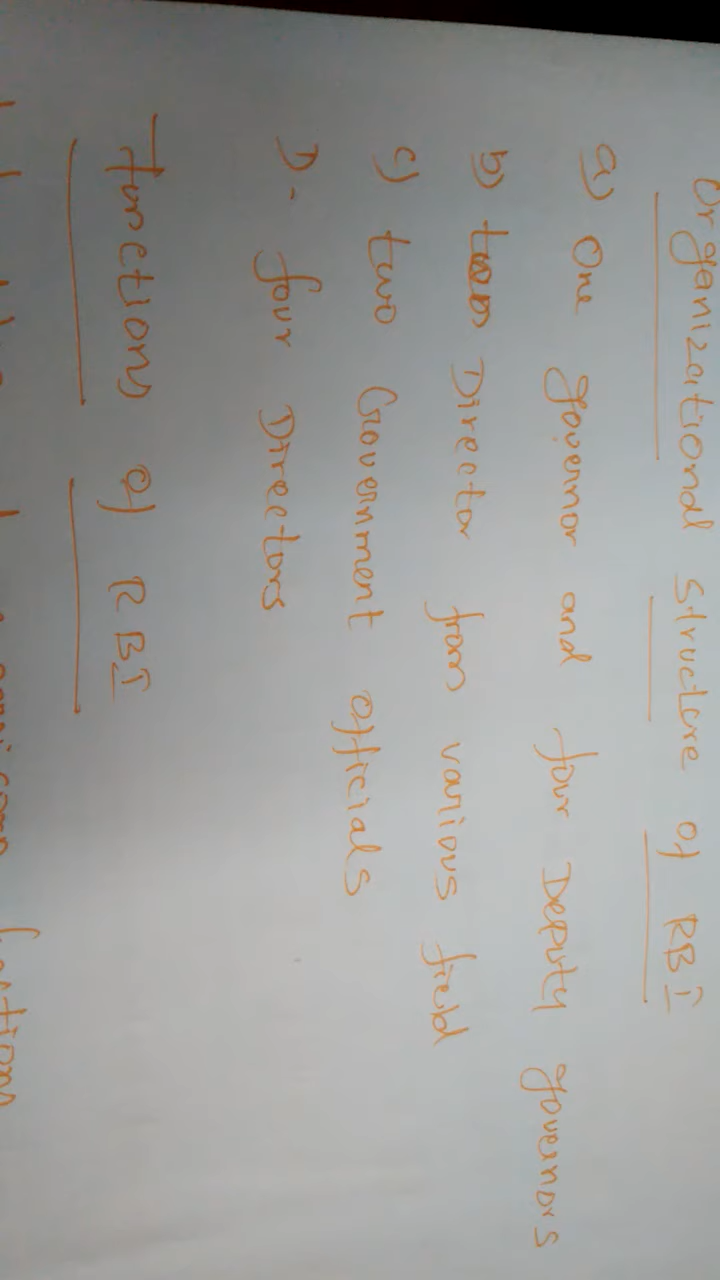 Organizational Structure of RBI
a) One governor and four Deputy governors
b) Director from various field
c) two Government officials
D. four Directors
functions of RBI